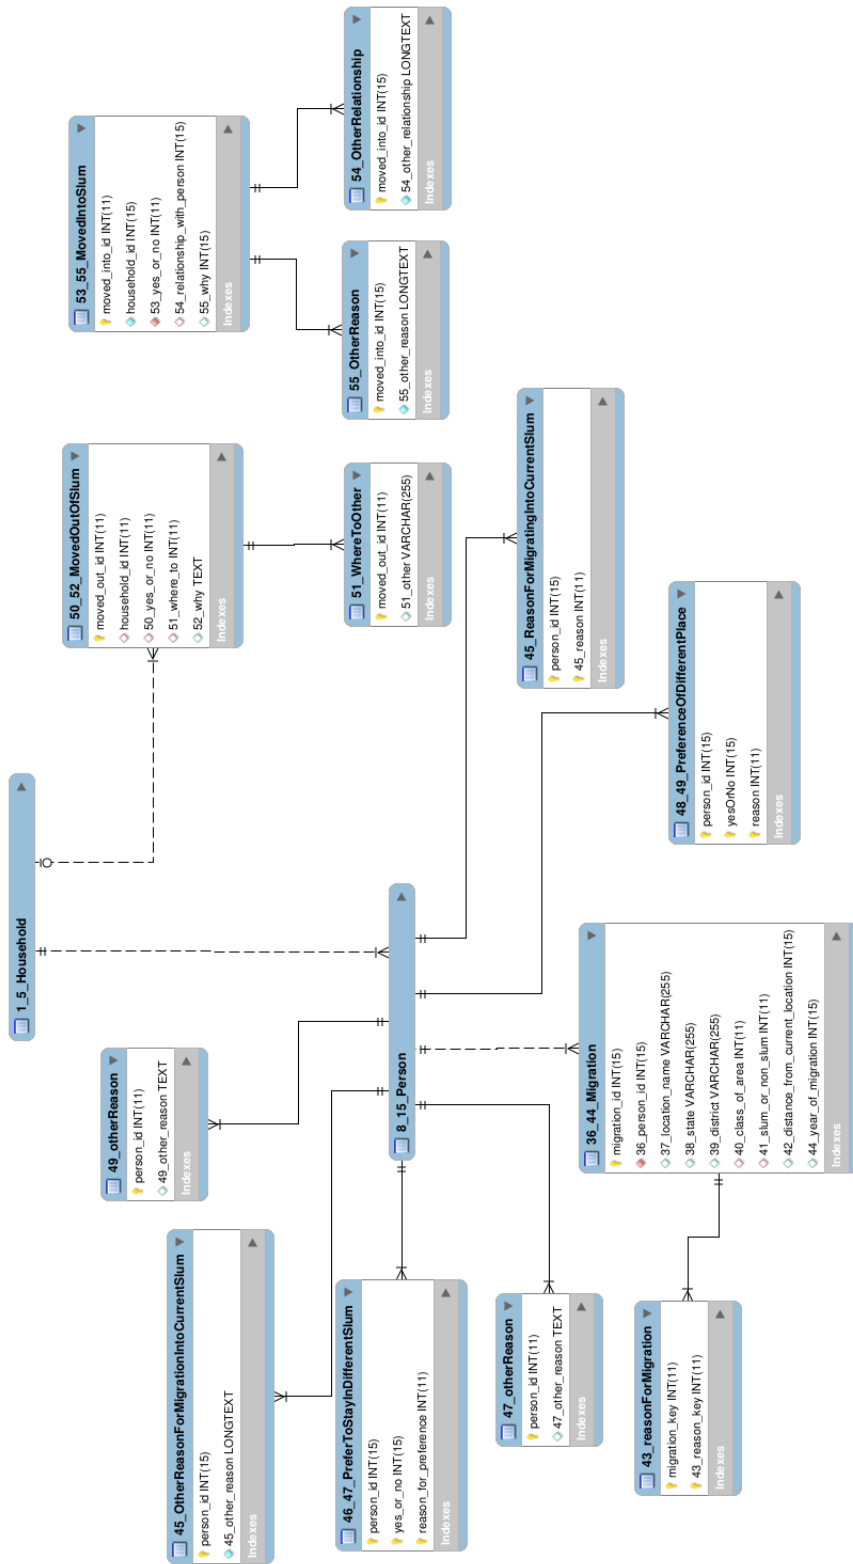 1_5_Household
53_55_MovedIntoSlum
moved_into_id INT(11)
household_id INT(15)
53_yes_or_no INT(11)
54_relationship_with_person INT(15)
55_why INT(15)
Indexes
54_OtherRelationship
moved_into_id INT(15)
54_other_relationship LONGTEXT
Indexes
55_OtherReason
moved_into_id INT(15)
55_other_reason LONGTEXT
Indexes
50_52_MovedOutOfSlum
moved_out_id INT(11)
household_id INT(11)
50_yes_or_no INT(11)
51_where_to INT(11)
52_why TEXT
Indexes
51_WhereToOther
moved_out_id INT(11)
51_other VARCHAR(255)
Indexes
45_ReasonForMigratingIntoCurrentSlum
person_id INT(15)
45_reason INT(11)
Indexes
48_49_PreferenceOfDifferentPlace
person_id INT(15)
yesOrNo INT(15)
reason INT(11)
Indexes
8_15_Person
49_otherReason
person_id INT(11)
49_other_reason TEXT
Indexes
36_44_Migration
migration_id INT(15)
36_person_id INT(15)
37_location_name VARCHAR(255)
38_state VARCHAR(255)
39_district VARCHAR(255)
40_class_of_area INT(11)
41_slum_or_non_slum INT(11)
42_distance_from_current_location INT(15)
44_year_of_migration INT(15)
Indexes
45_OtherReasonForMigrationIntoCurrentSlum
person_id INT(15)
45_other_reason LONGTEXT
Indexes
46_47_PreferToStayInDifferentSlum
person_id INT(15)
yes_or_no INT(15)
reason_for_preference INT(11)
Indexes
47_otherReason
person_id INT(11)
47_other_reason TEXT
Indexes
43_reasonForMigration
migration_key INT(11)
43_reason_key INT(11)
Indexes